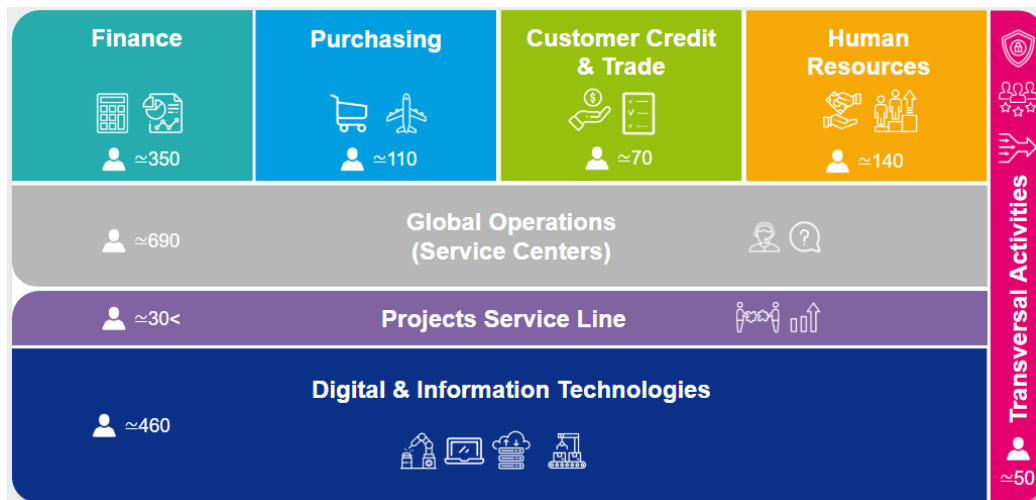 Finance
≃350
Purchasing
≃110
Customer Credit
& Trade
≃70
Human
Resources
≃140
≃690
Global Operations
(Service Centers)
≃30<
Projects Service Line
Digital & Information Technologies
≃460
Transversal Activities
≃50